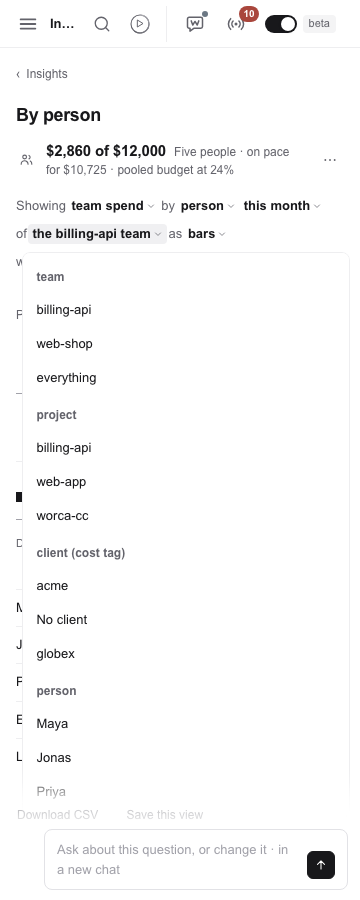 In...
10
beta
‹ Insights
By person
$2,860 of $12,000 Five people · on pace
for $10,725 · pooled budget at 24%
Showing team spend by person this month
of the billing-api team as bars
team
billing-api
web-shop
everything
project
billing-api
web-app
worca-cc
client (cost tag)
acme
No client
globex
person
Maya
Jonas
Priya
Download CSV Save this view
Ask about this question, or change it · in
a new chat